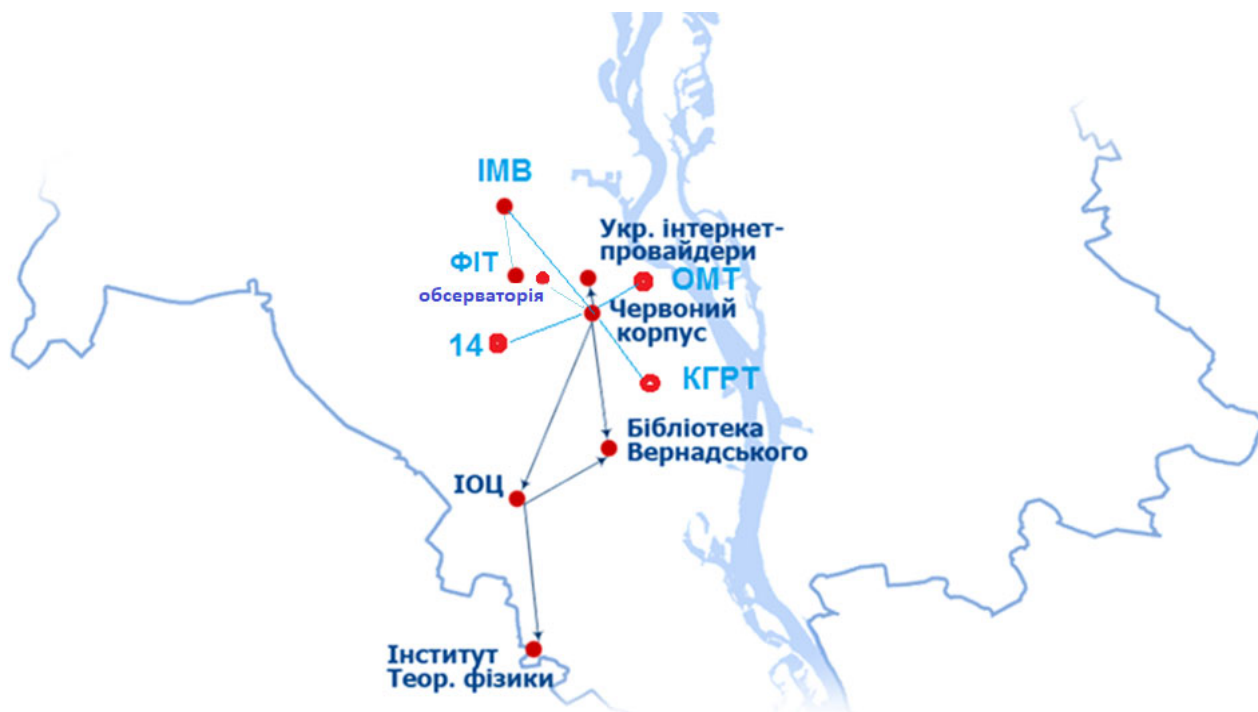 ІМВ
Укр. інтернет-
провайдери
ФІТ
ОМТ
обсерваторія
Червоний
корпус
14
КГРТ
Бібліотека
Вернадського
ІОЦ
Інститут
Теор. фізики